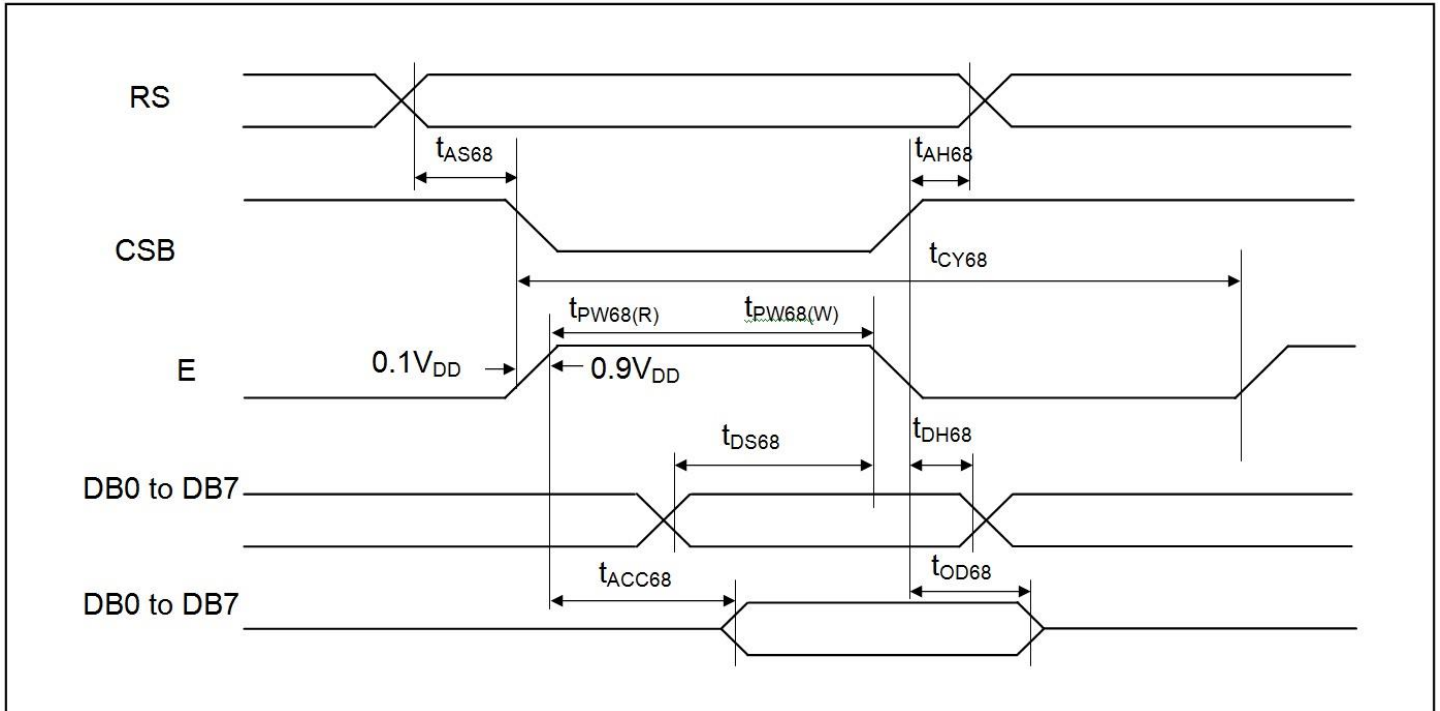 RS
tAS68
tAH68
CSB
tCY68
tPW68(R)
tPW68(W)
E
0.1VDD
0.9VDD
tDS68
tDH68
DB0 to DB7
tACC68
tOD68
DB0 to DB7